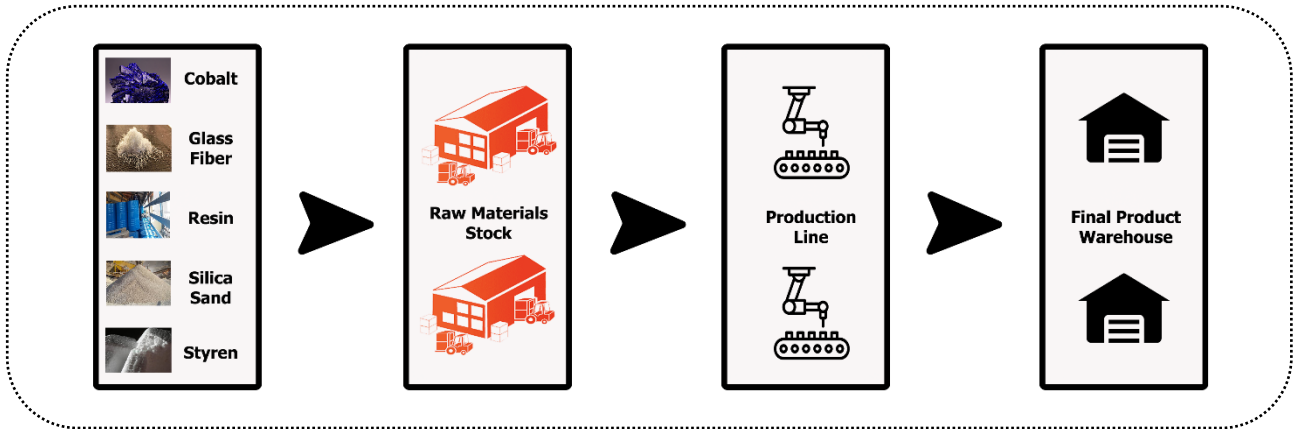 Cobalt
Glass
Fiber
Resin
Silica
Sand
Styren
Raw Materials
Stock
Production
Line
Final Product
Warehouse